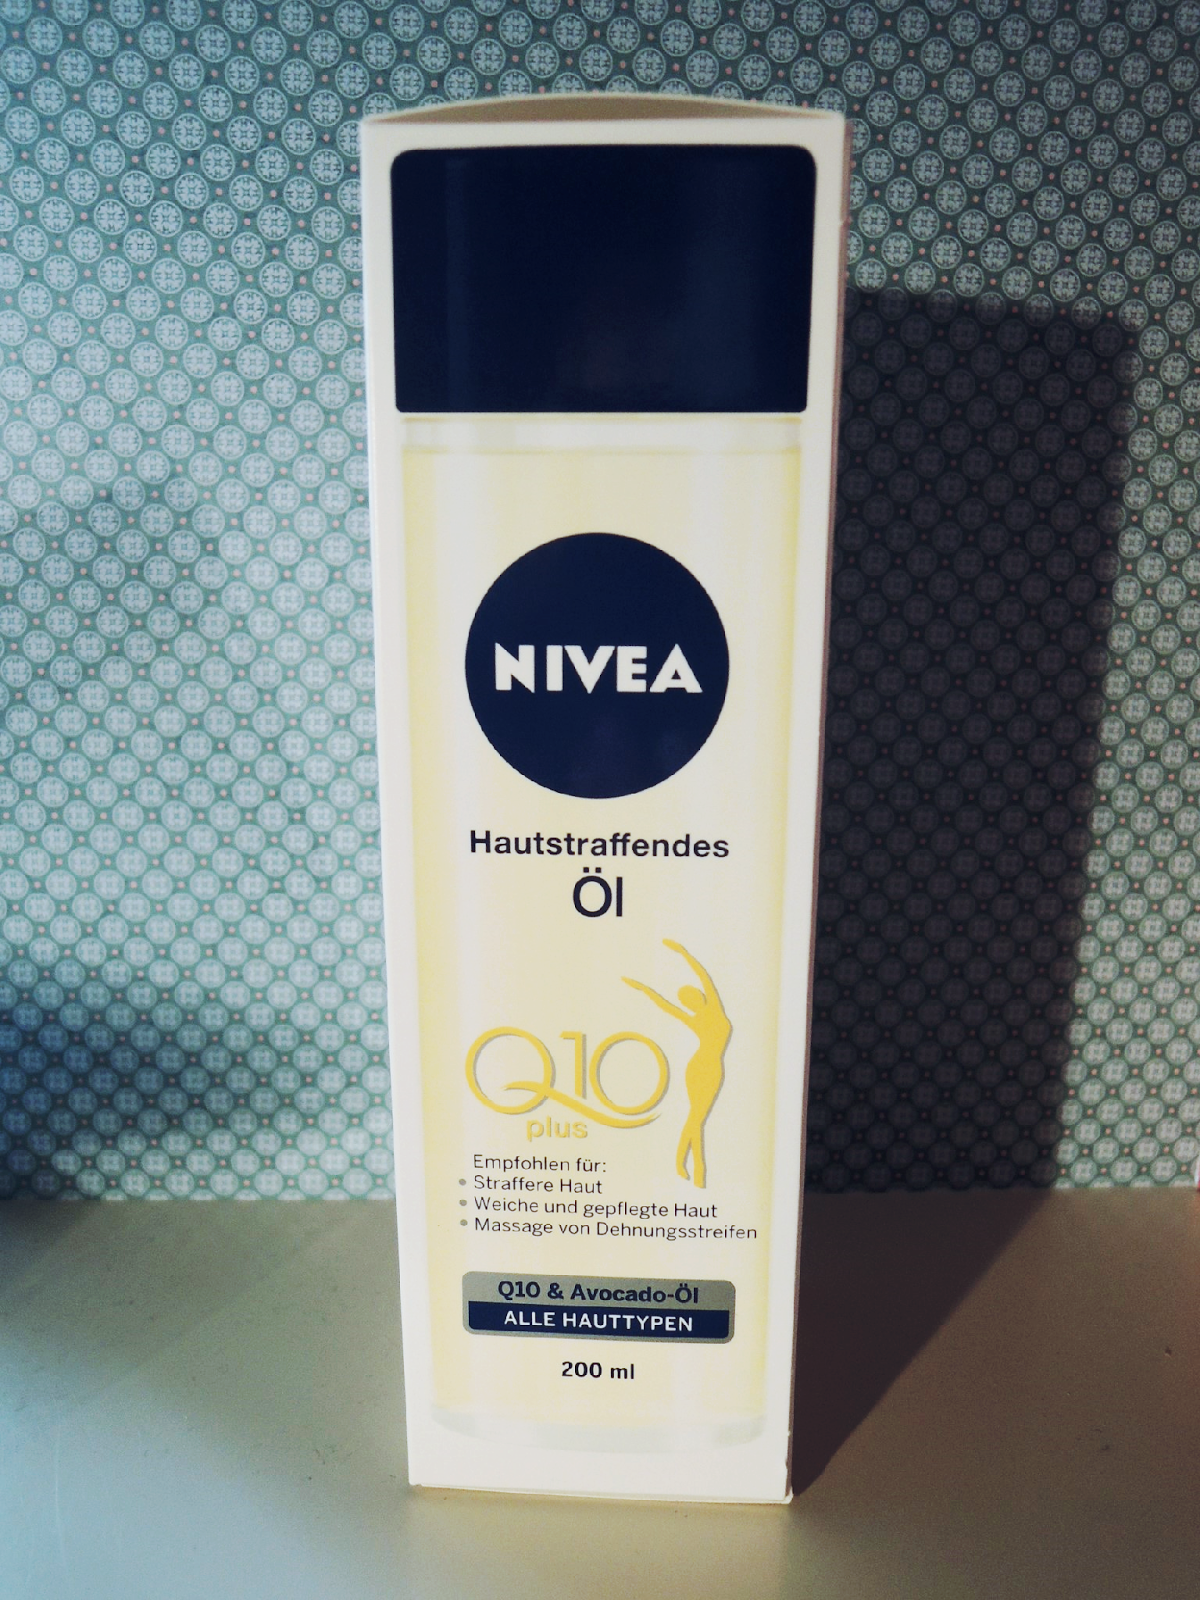 NIVEA
Hautstraffendes
Öl
Q10
plus
Empfohlen für:
• Straffere Haut
• Weiche und gepflegte Haut
• Massage von Dehnungsstreifen
Q10 & Avocado-Öl
ALLE HAUTTYPEN
200 ml